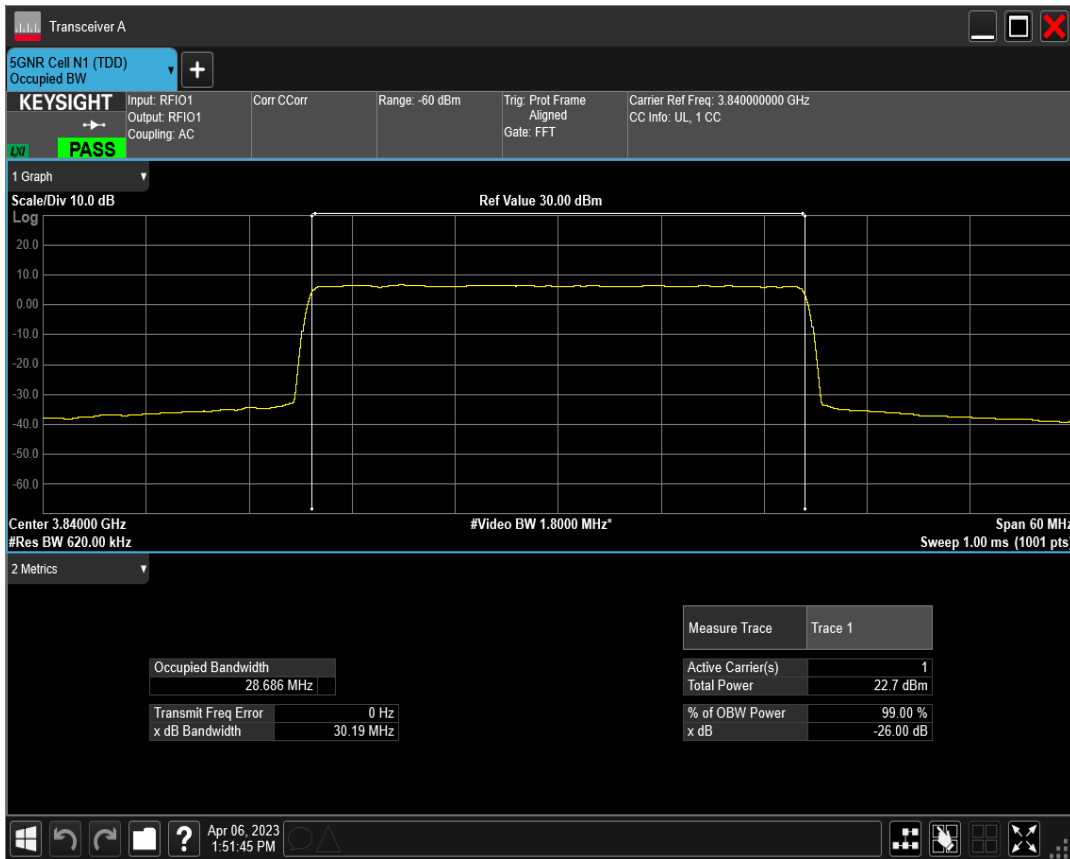 Transceiver A
5GNR Cell N1 (TDD)
Occupied BW
+
KEYSIGHT
LXI
PASS
Input: RFIO1
Output: RFIO1
Coupling: AC
Corr CCorr
Range: -60 dBm
Trig: Prot Frame
Aligned
Gate: FFT
Carrier Ref Freq: 3.840000000 GHz
CC Info: UL, 1 CC
1 Graph
Scale/Div 10.0 dB
Ref Value 30.00 dBm
Log
20.0
10.0
0.00
-10.0
-20.0
-30.0
-40.0
-50.0
-60.0
Center 3.84000 GHz
#Video BW 1.8000 MHz*
Span 60 MHz
#Res BW 620.00 kHz
Sweep 1.00 ms (1001 pts)
2 Metrics
Measure Trace Trace 1
Occupied Bandwidth
28.686 MHz
Active Carrier(s) 1
Total Power 22.7 dBm
Transmit Freq Error 0 Hz
x dB Bandwidth 30.19 MHz
% of OBW Power 99.00 %
x dB -26.00 dB
?
Apr 06, 2023
1:51:45 PM